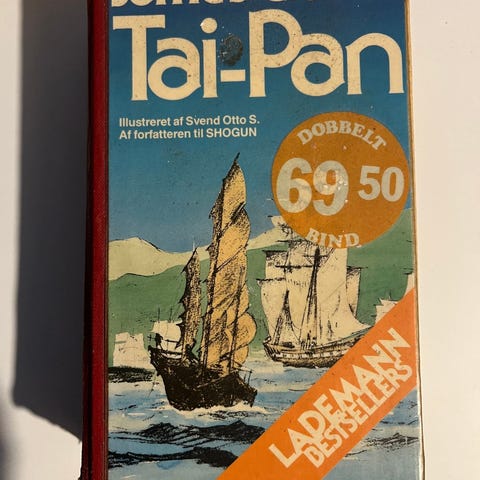 Tai-Pan
Illustreret af Svend Otto S.
Af forfatteren til SHOGUN
DOBBELT
69 50
BIND
LADEMANN
BESTSELLERS